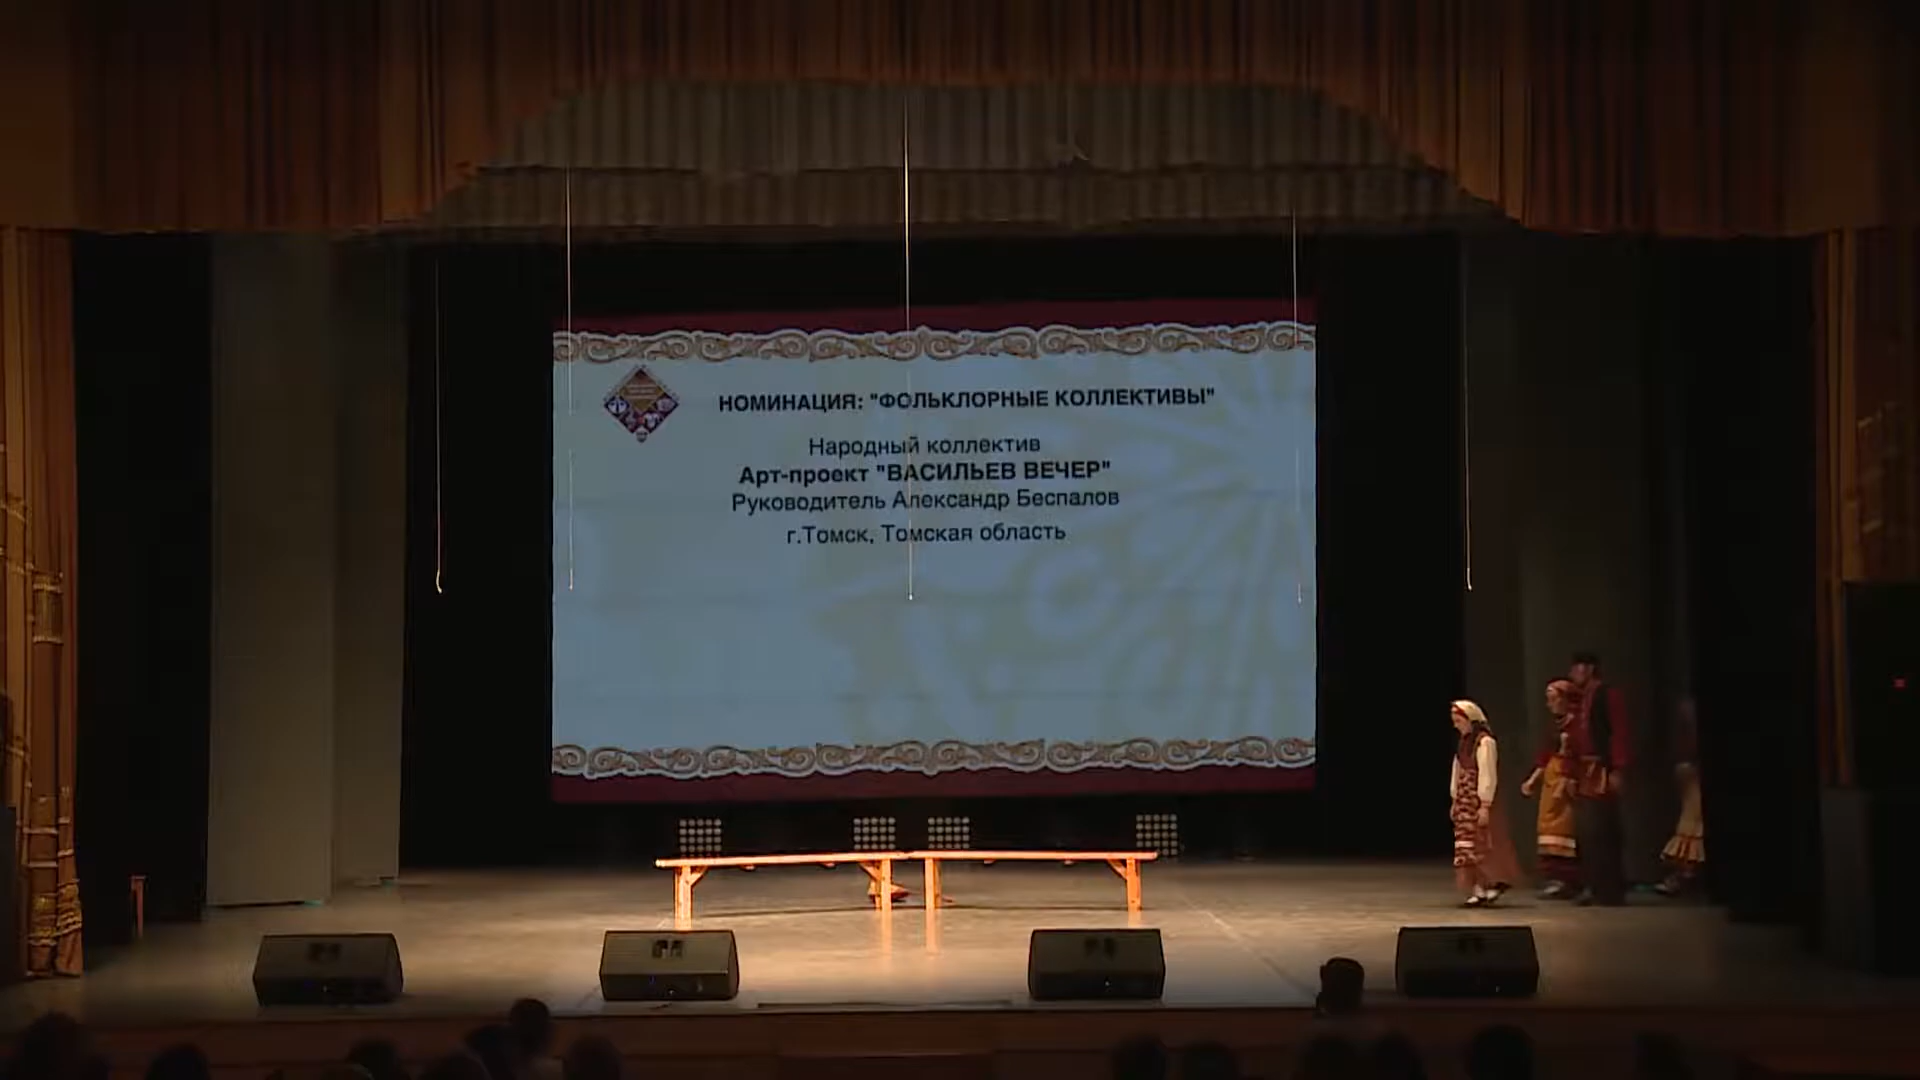 НОМИНАЦИЯ: "ФОЛЬКЛОРНЫЕ КОЛЛЕКТИВЫ"
Народный коллектив
Арт-проект "ВАСИЛЬЕВ ВЕЧЕР"
Руководитель Александр Беспалов
г.Томск, Томская область